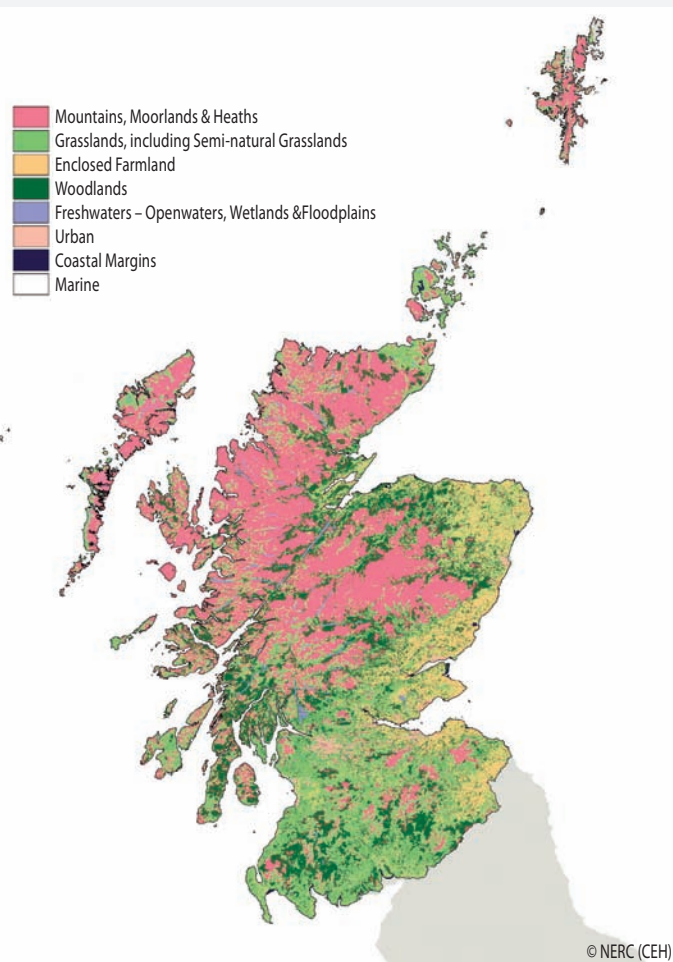 Mountains, Moorlands & Heaths
Grasslands, including Semi-natural Grasslands
Enclosed Farmland
Woodlands
Freshwaters – Openwaters, Wetlands &Floodplains
Urban
Coastal Margins
Marine
© NERC (CEH)